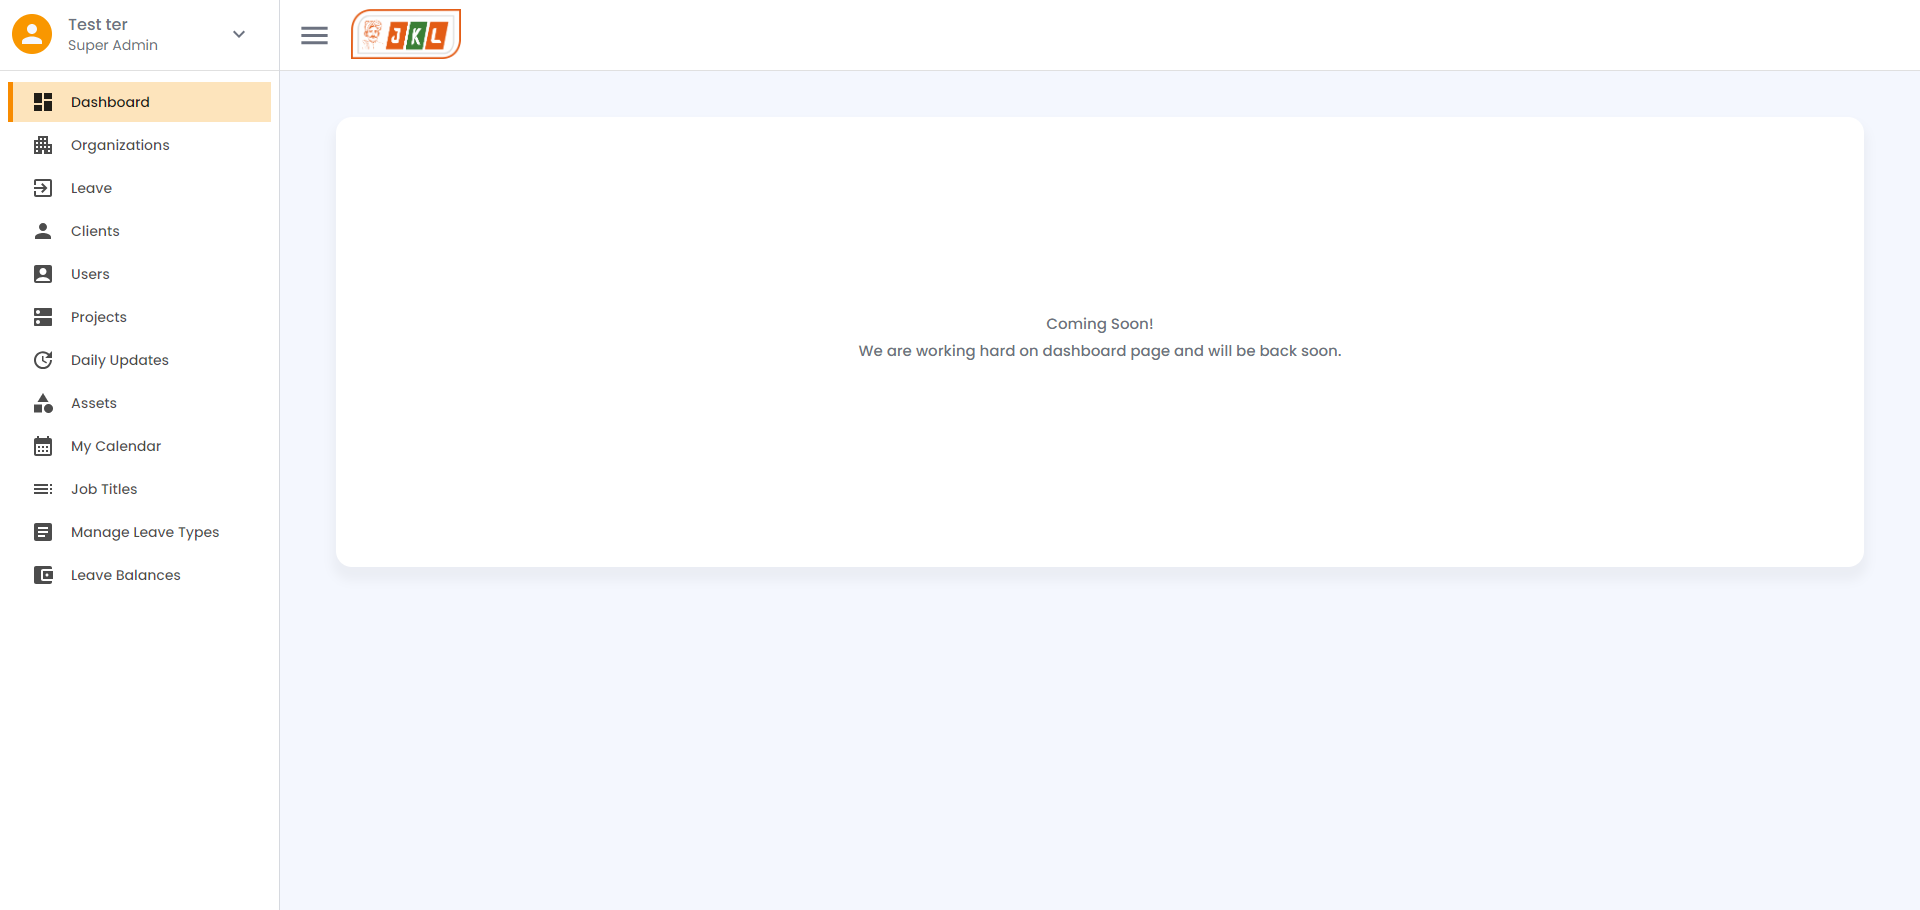 Test ter
Super Admin
JKL
Dashboard
Organizations
Leave
Clients
Users
Projects
Daily Updates
Assets
My Calendar
Job Titles
Manage Leave Types
Leave Balances
Coming Soon!
We are working hard on dashboard page and will be back soon.